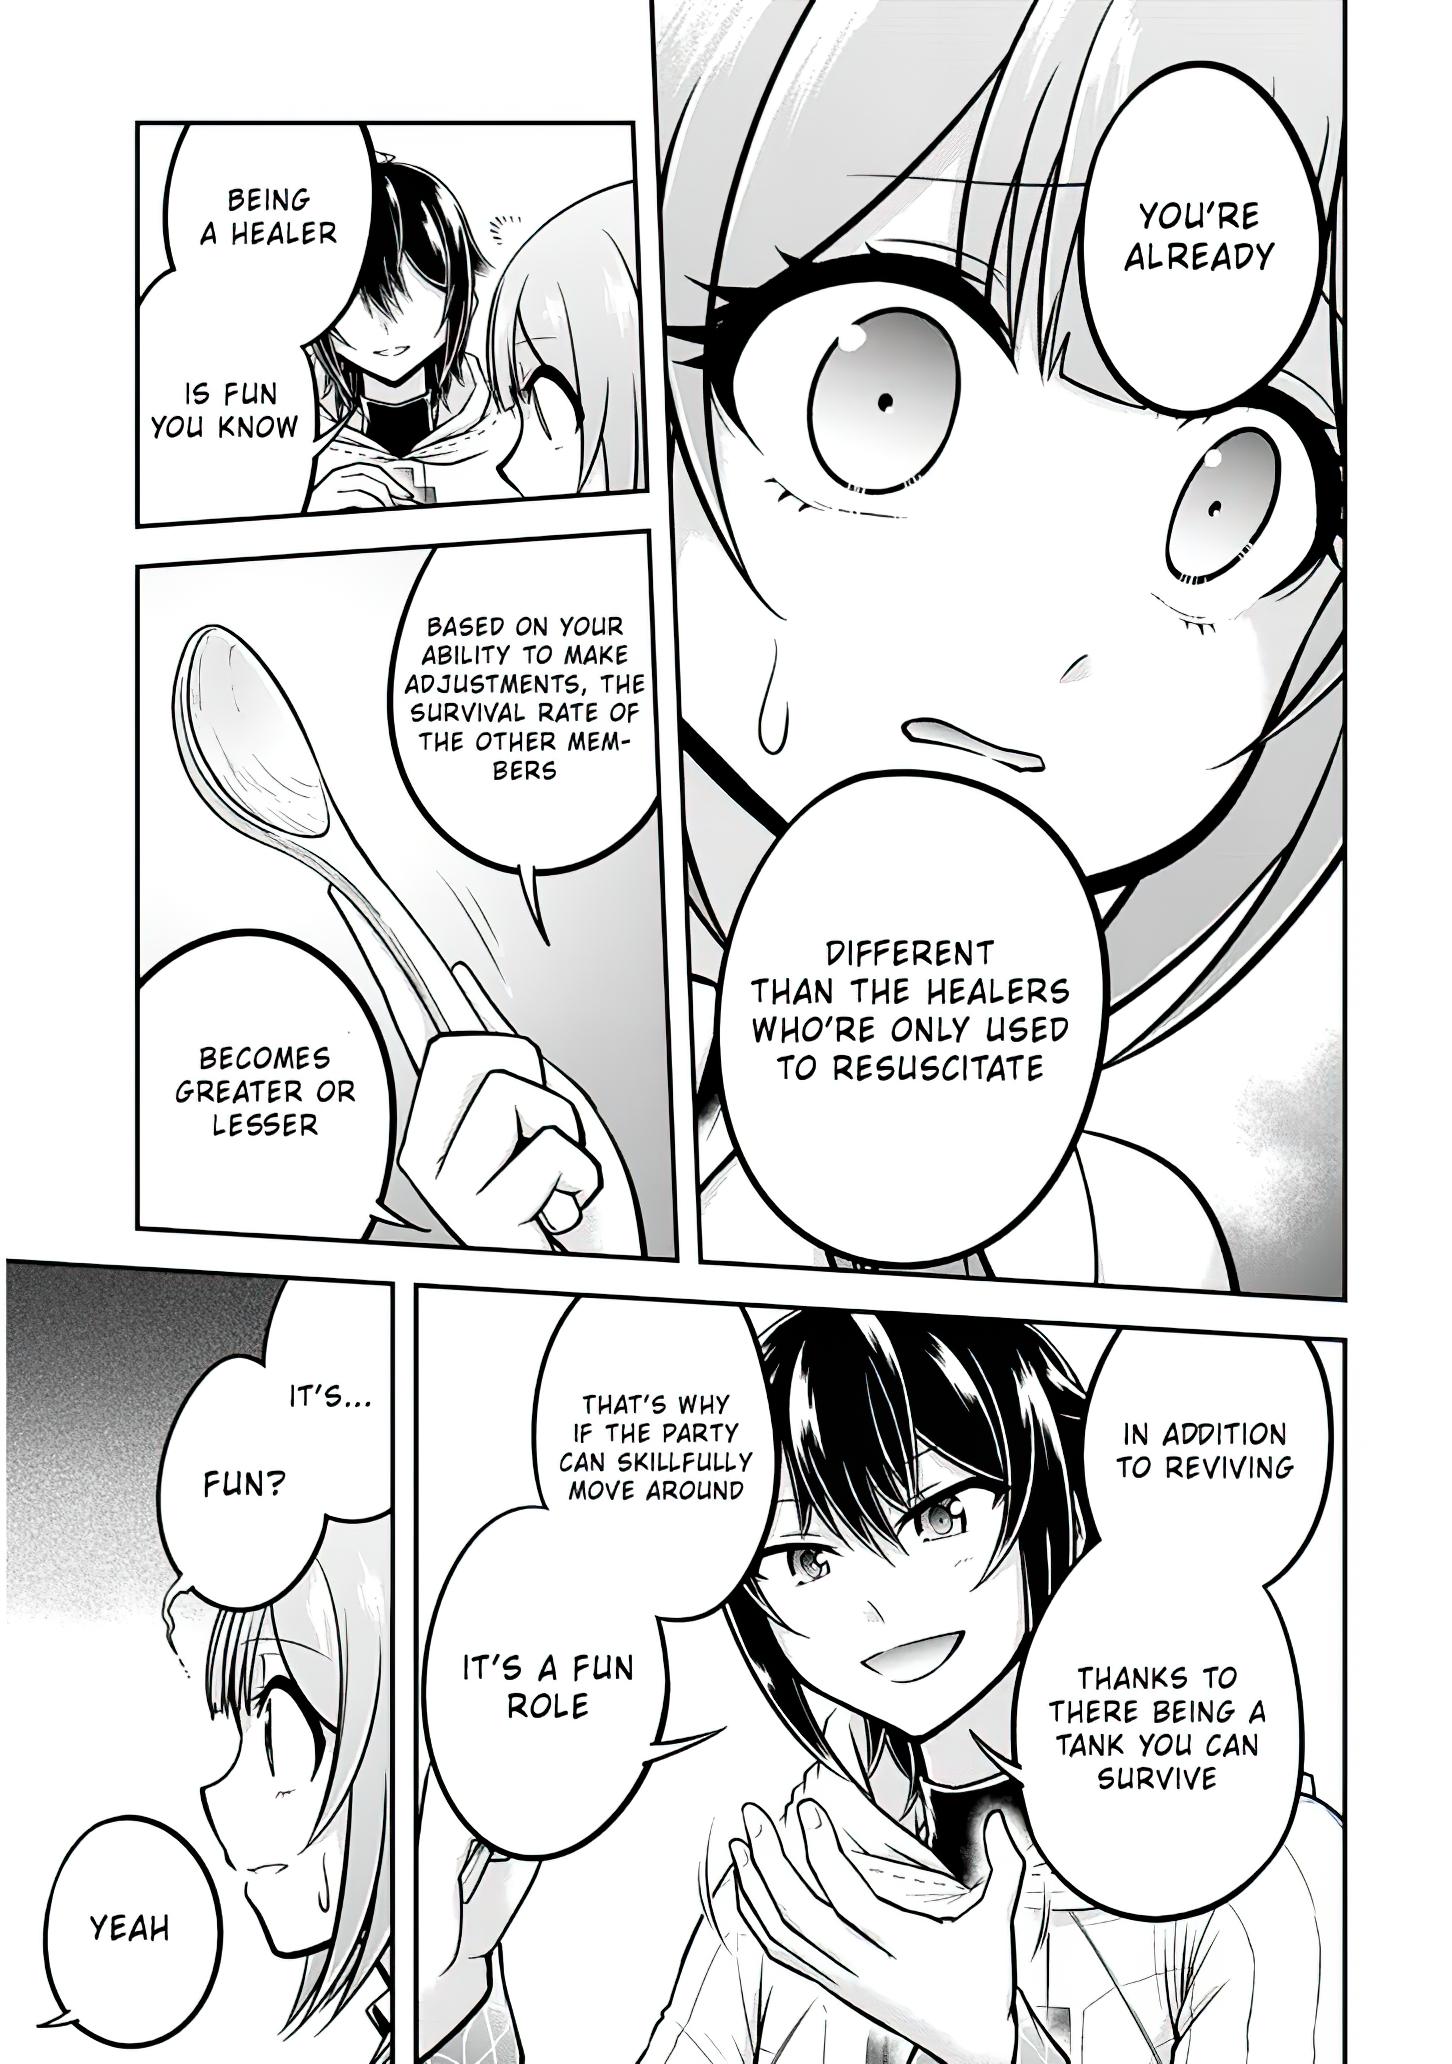 YOU'RE
ALREADY
DIFFERENT
THAN THE HEALERS
WHO'RE ONLY USED
TO RESUSCITATE
BEING
A HEALER
IS FUN
YOU KNOW
BASED ON YOUR
ABILITY TO MAKE
ADJUSTMENTS, THE
SURVIVAL RATE OF
THE OTHER MEM-
BERS
BECOMES
GREATER OR
LESSER
IN ADDITION
TO REVIVING
THANKS TO
THERE BEING A
TANK YOU CAN
SURVIVE
THAT'S WHY
IF THE PARTY
CAN SKILLFULLY
MOVE AROUND
IT'S A FUN
ROLE
IT'S...
FUN?
YEAH